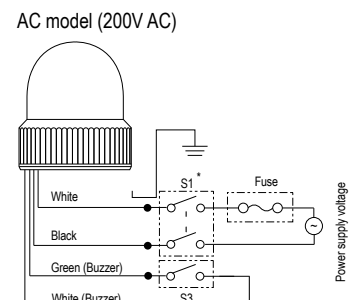 AC model (200V AC)
S1 *
Fuse
White
Black
Green (Buzzer)
White (Buzzer)
S3
~
Power supply voltage